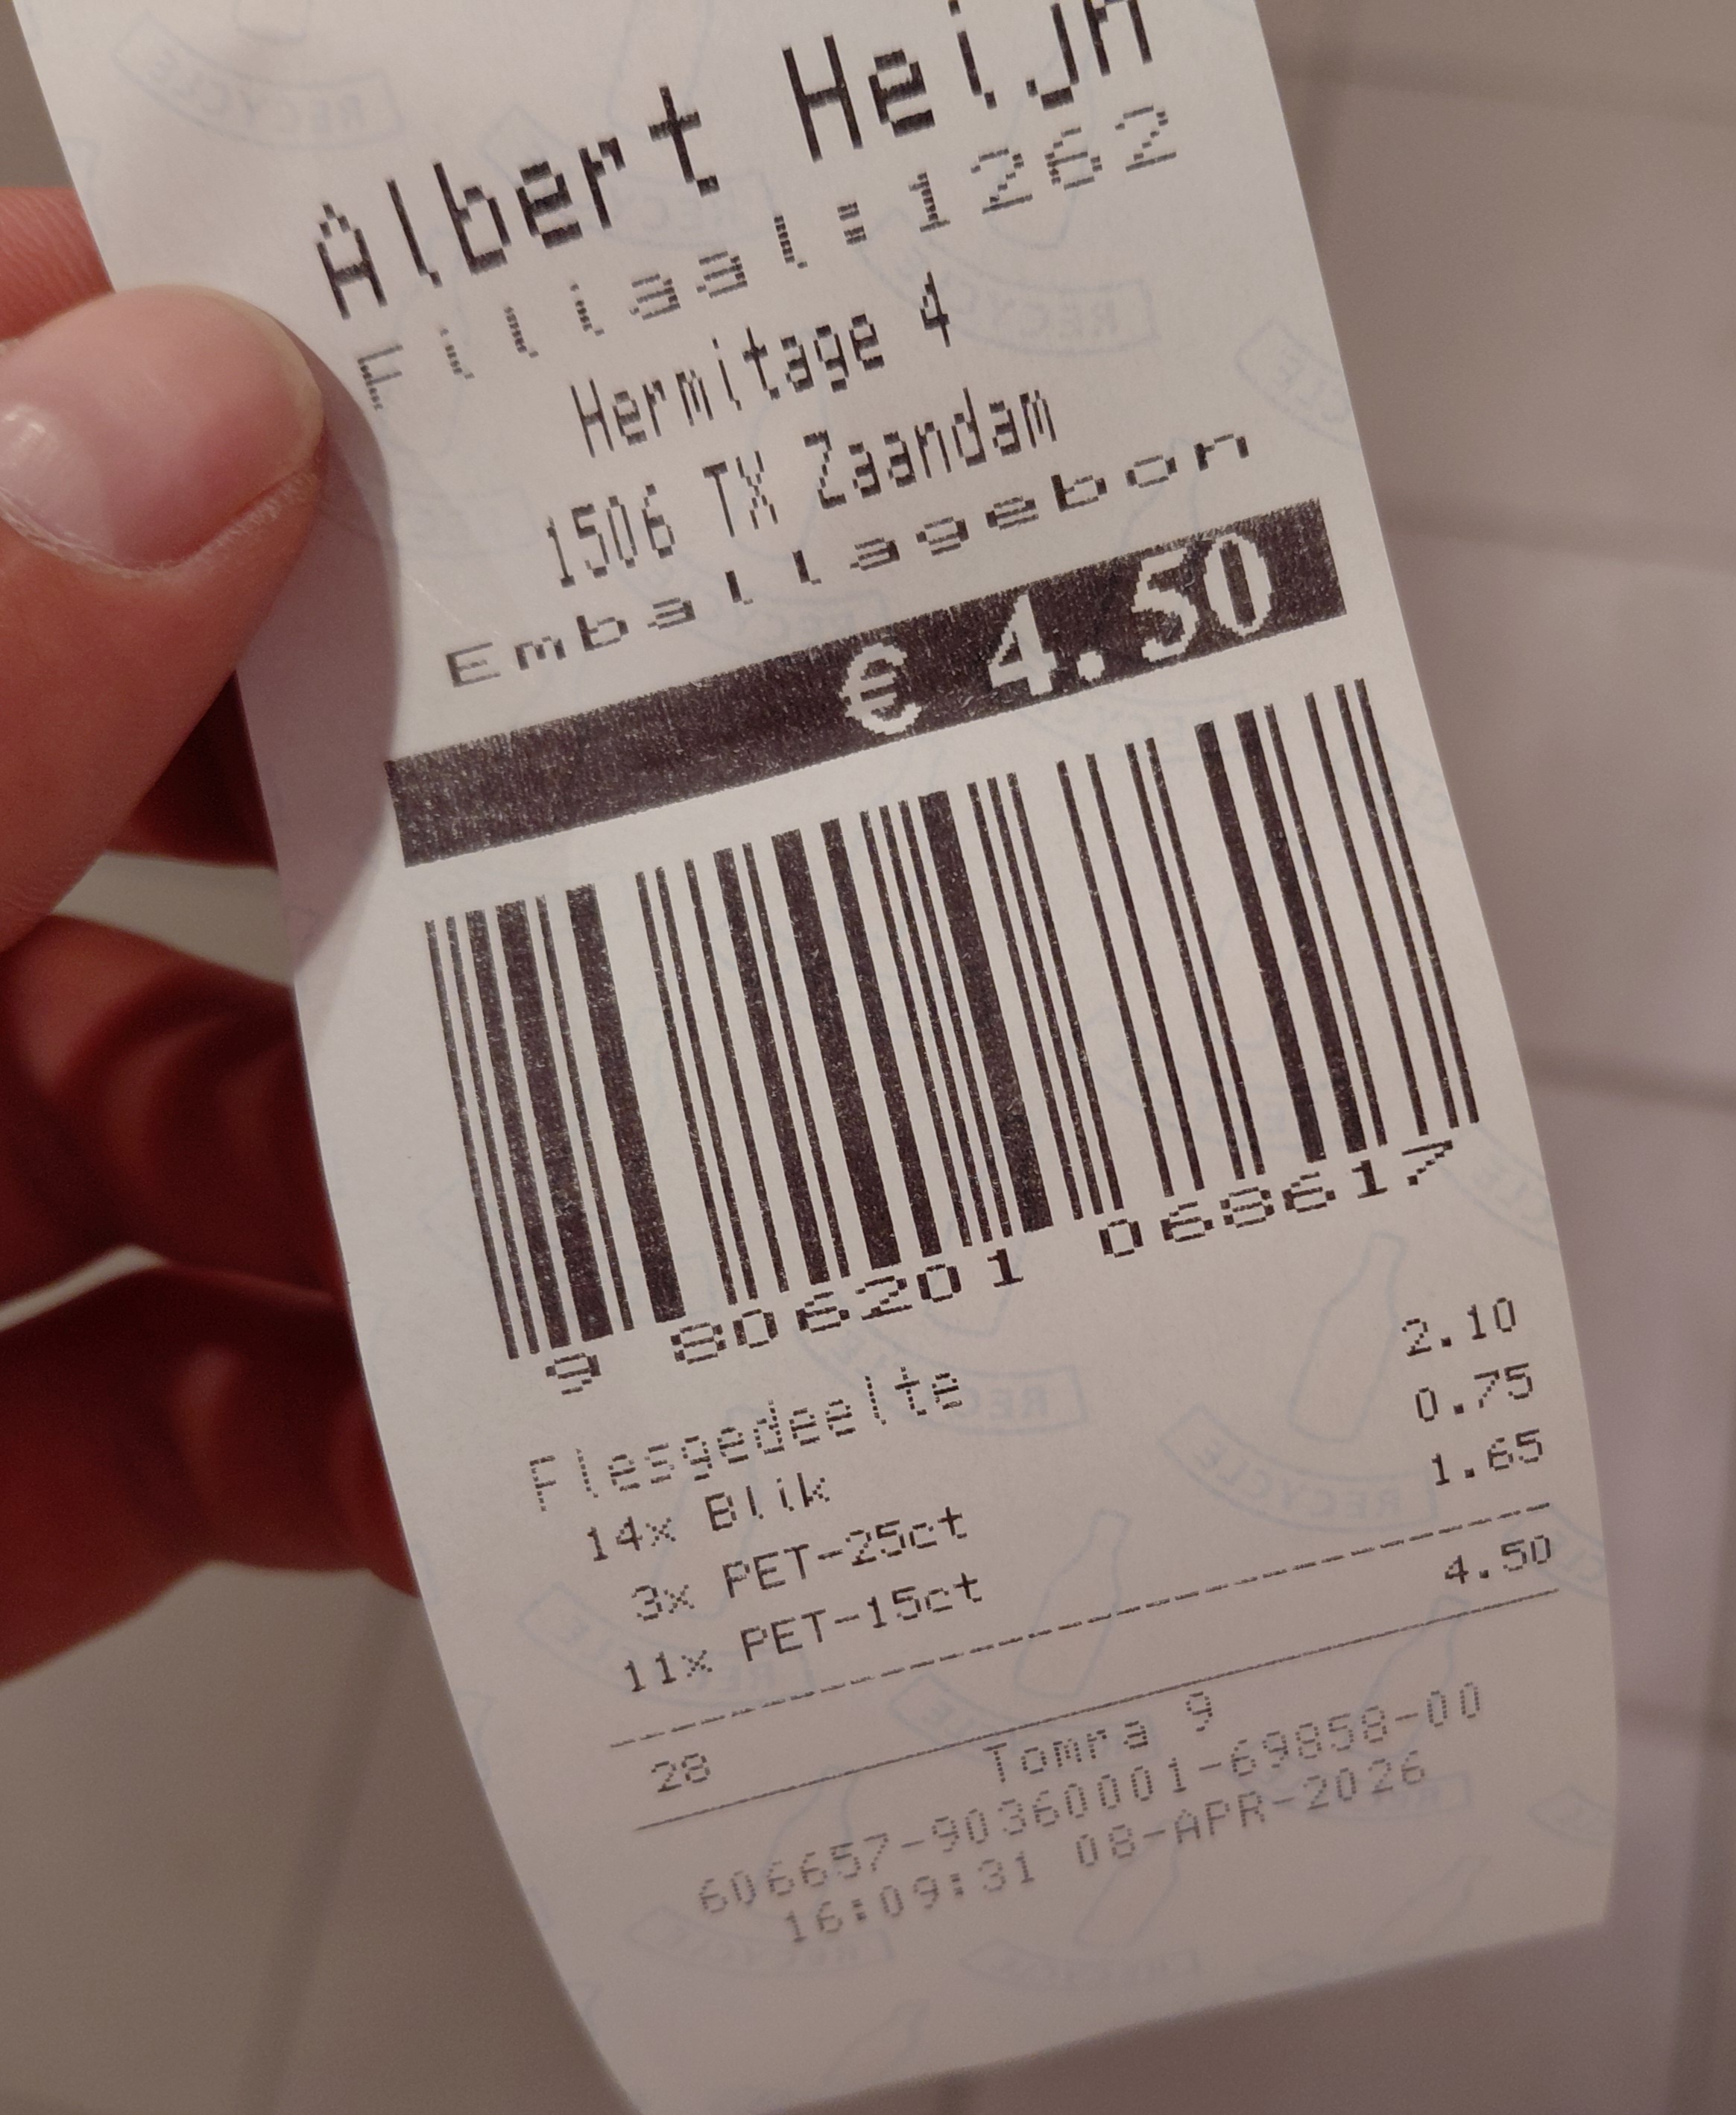 Albert Heijn
Filiaal:1262
Hermitage 4
1506 TX Zaandam
Emballagebon
€ 4.50
9 806201 068617
Flesgedeelte
14x Blik 2.10
3x PET-25ct 0.75
11x PET-15ct 1.65
28 4.50
Tomra 9
606657-90360001-69858-00
16:09:31 08-APR-2026
RECYCLE